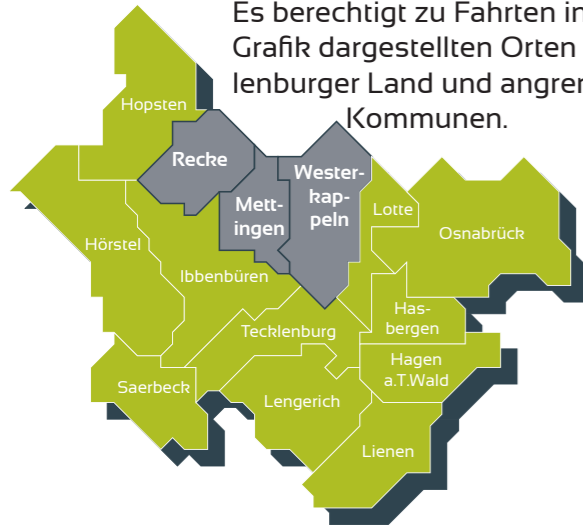 Es berechtigt zu Fahrten in
Grafik dargestellten Orten
lenburger Land und angren
Kommunen.
Hopsten
Recke
Wester-
kap-
peln
Mett-
ingen
Lotte
Osnabrück
Hörstel
Ibbenbüren
Has-
bergen
Tecklenburg
Hagen
a.T.Wald
Saerbeck
Lengerich
Lienen